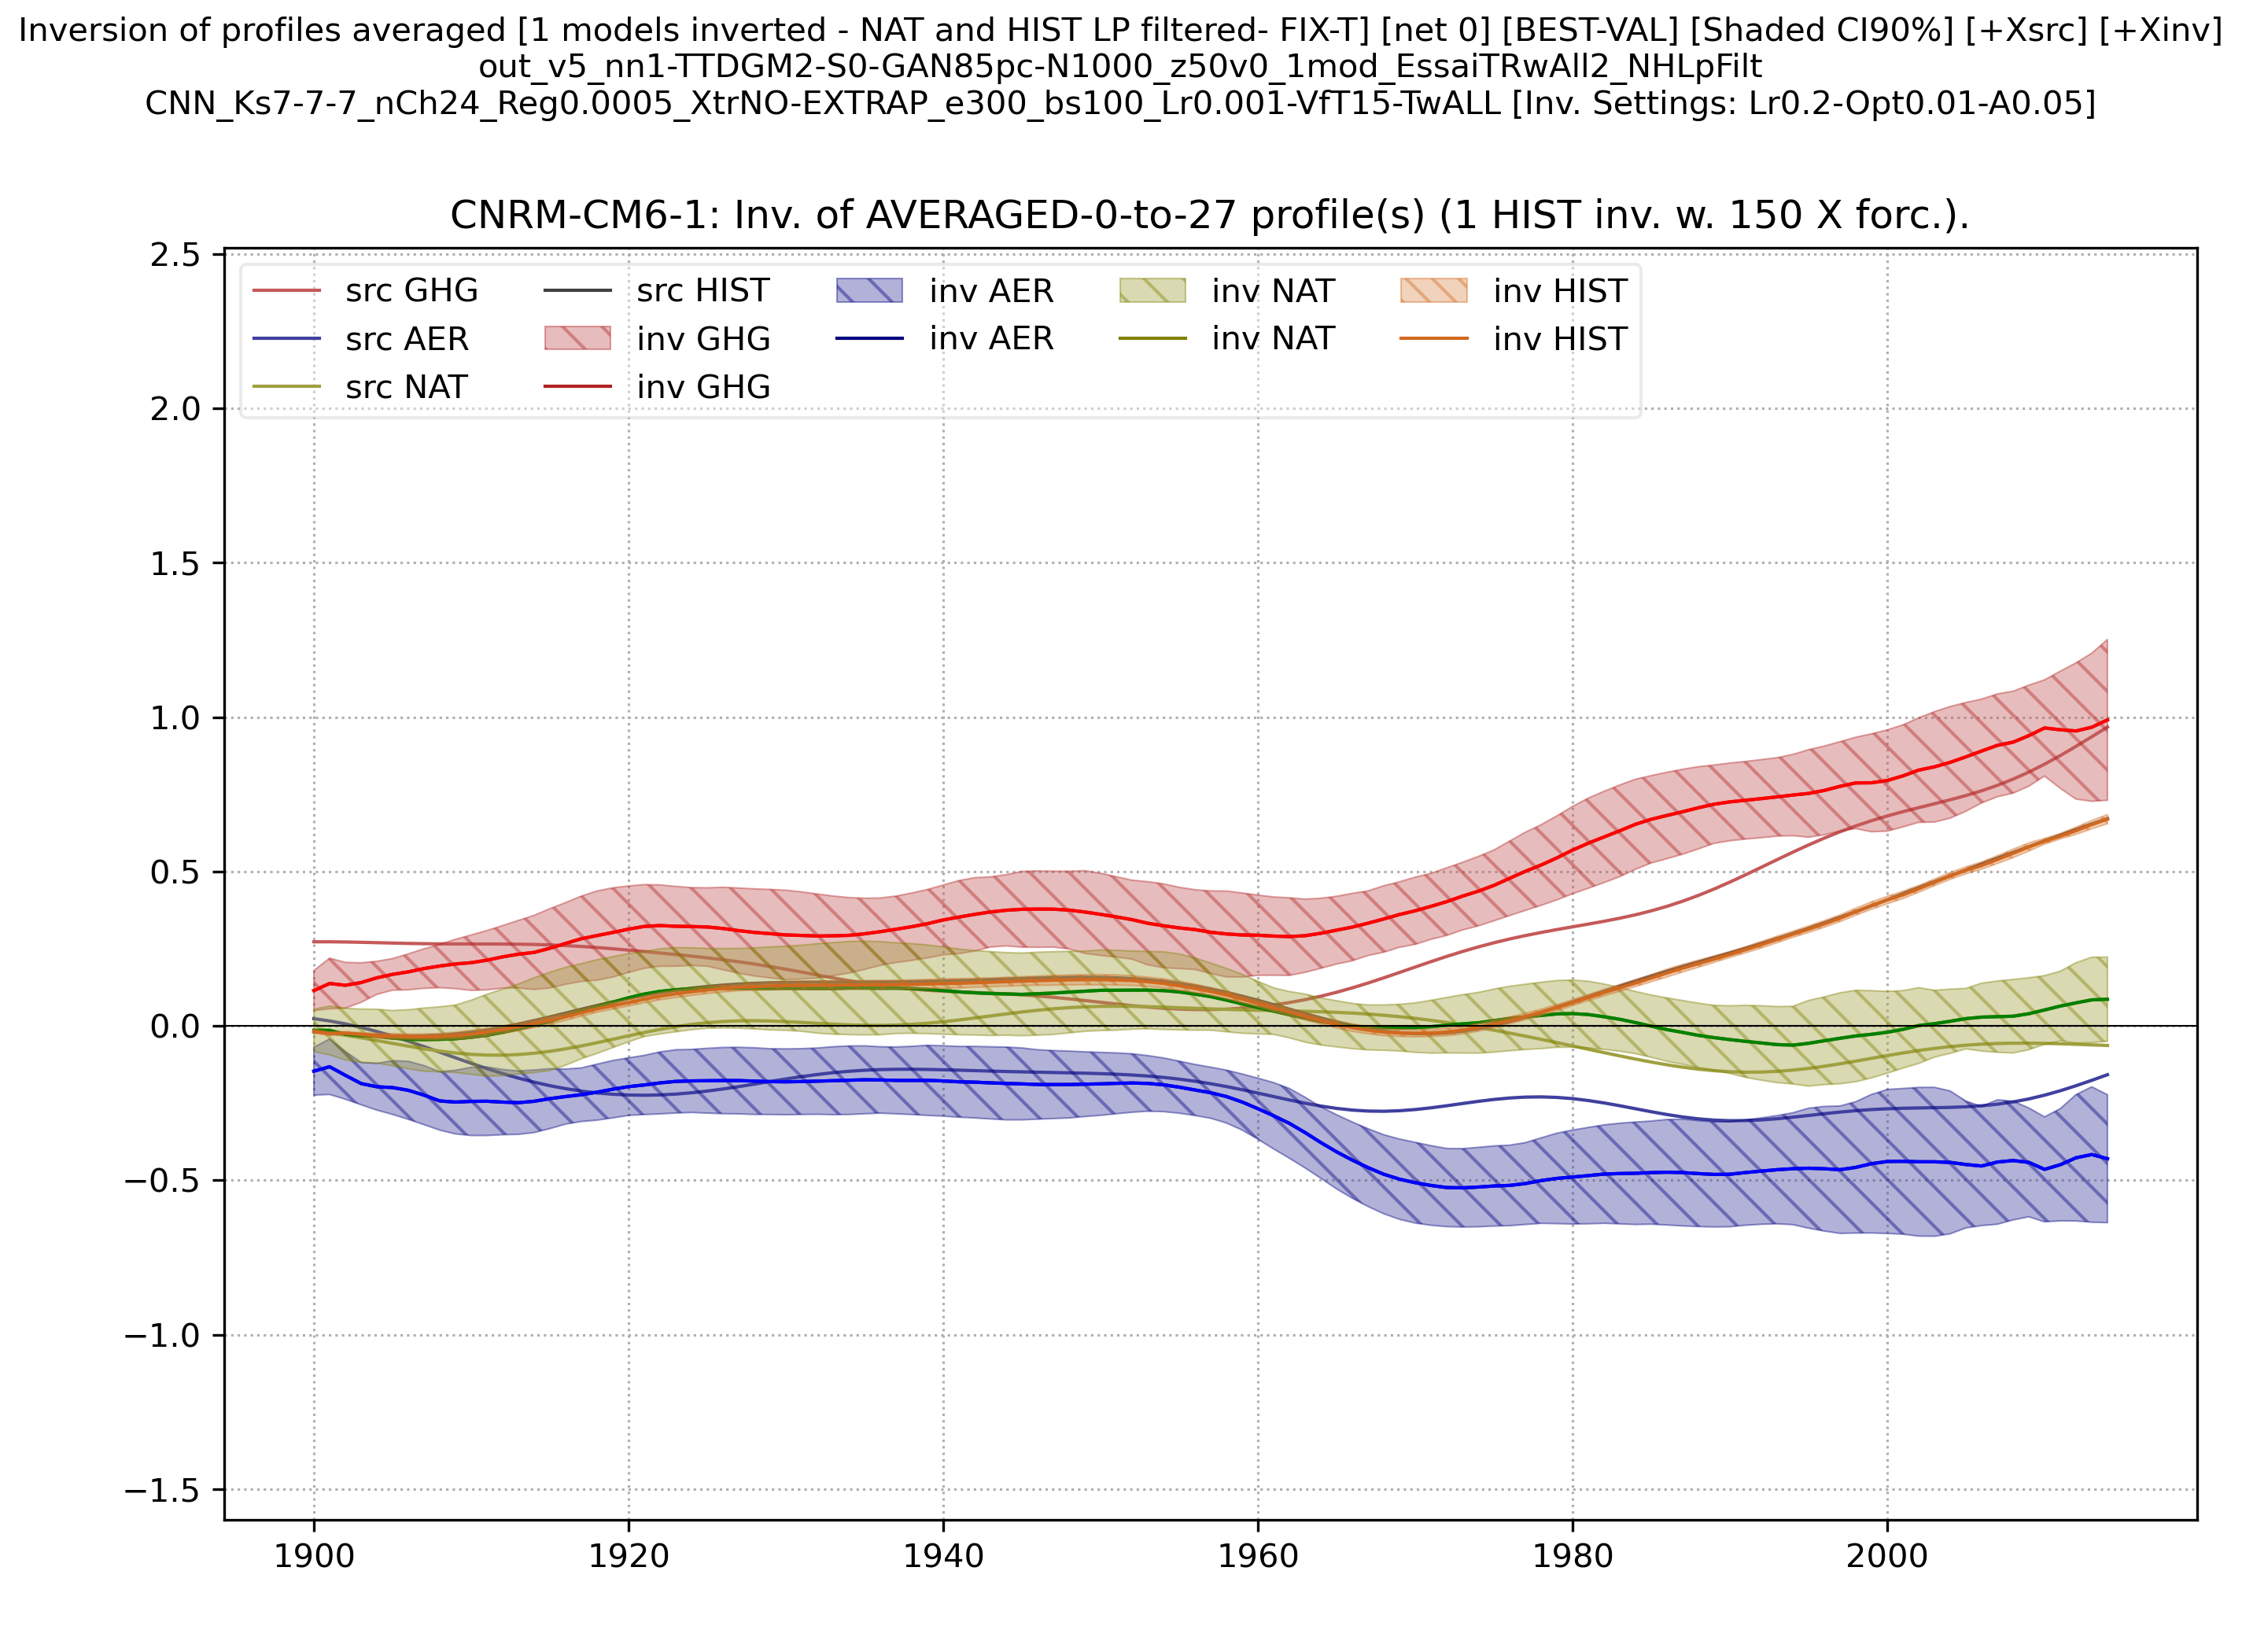 Inversion of profiles averaged [1 models inverted - NAT and HIST LP filtered- FIX-T] [net 0] [BEST-VAL] [Shaded CI90%] [+Xsrc] [+Xinv]
out_v5_nn1-TTDGM2-S0-GAN85pc-N1000_z50v0_1mod_EssaiTRwAll2_NHLpFilt
CNN_Ks7-7-7_nCh24_Reg0.0005_XtrNO-EXTRAP_e300_bs100_Lr0.001-VfT15-TwALL [Inv. Settings: Lr0.2-Opt0.01-A0.05]
CNRM-CM6-1: Inv. of AVERAGED-0-to-27 profile(s) (1 HIST inv. w. 150 X forc.).
src GHG
src AER
src NAT
src HIST
inv GHG
inv GHG
inv AER
inv AER
inv NAT
inv NAT
inv HIST
inv HIST
2.5
2.0
1.5
1.0
0.5
0.0
−0.5
−1.0
−1.5
1900 1920 1940 1960 1980 2000